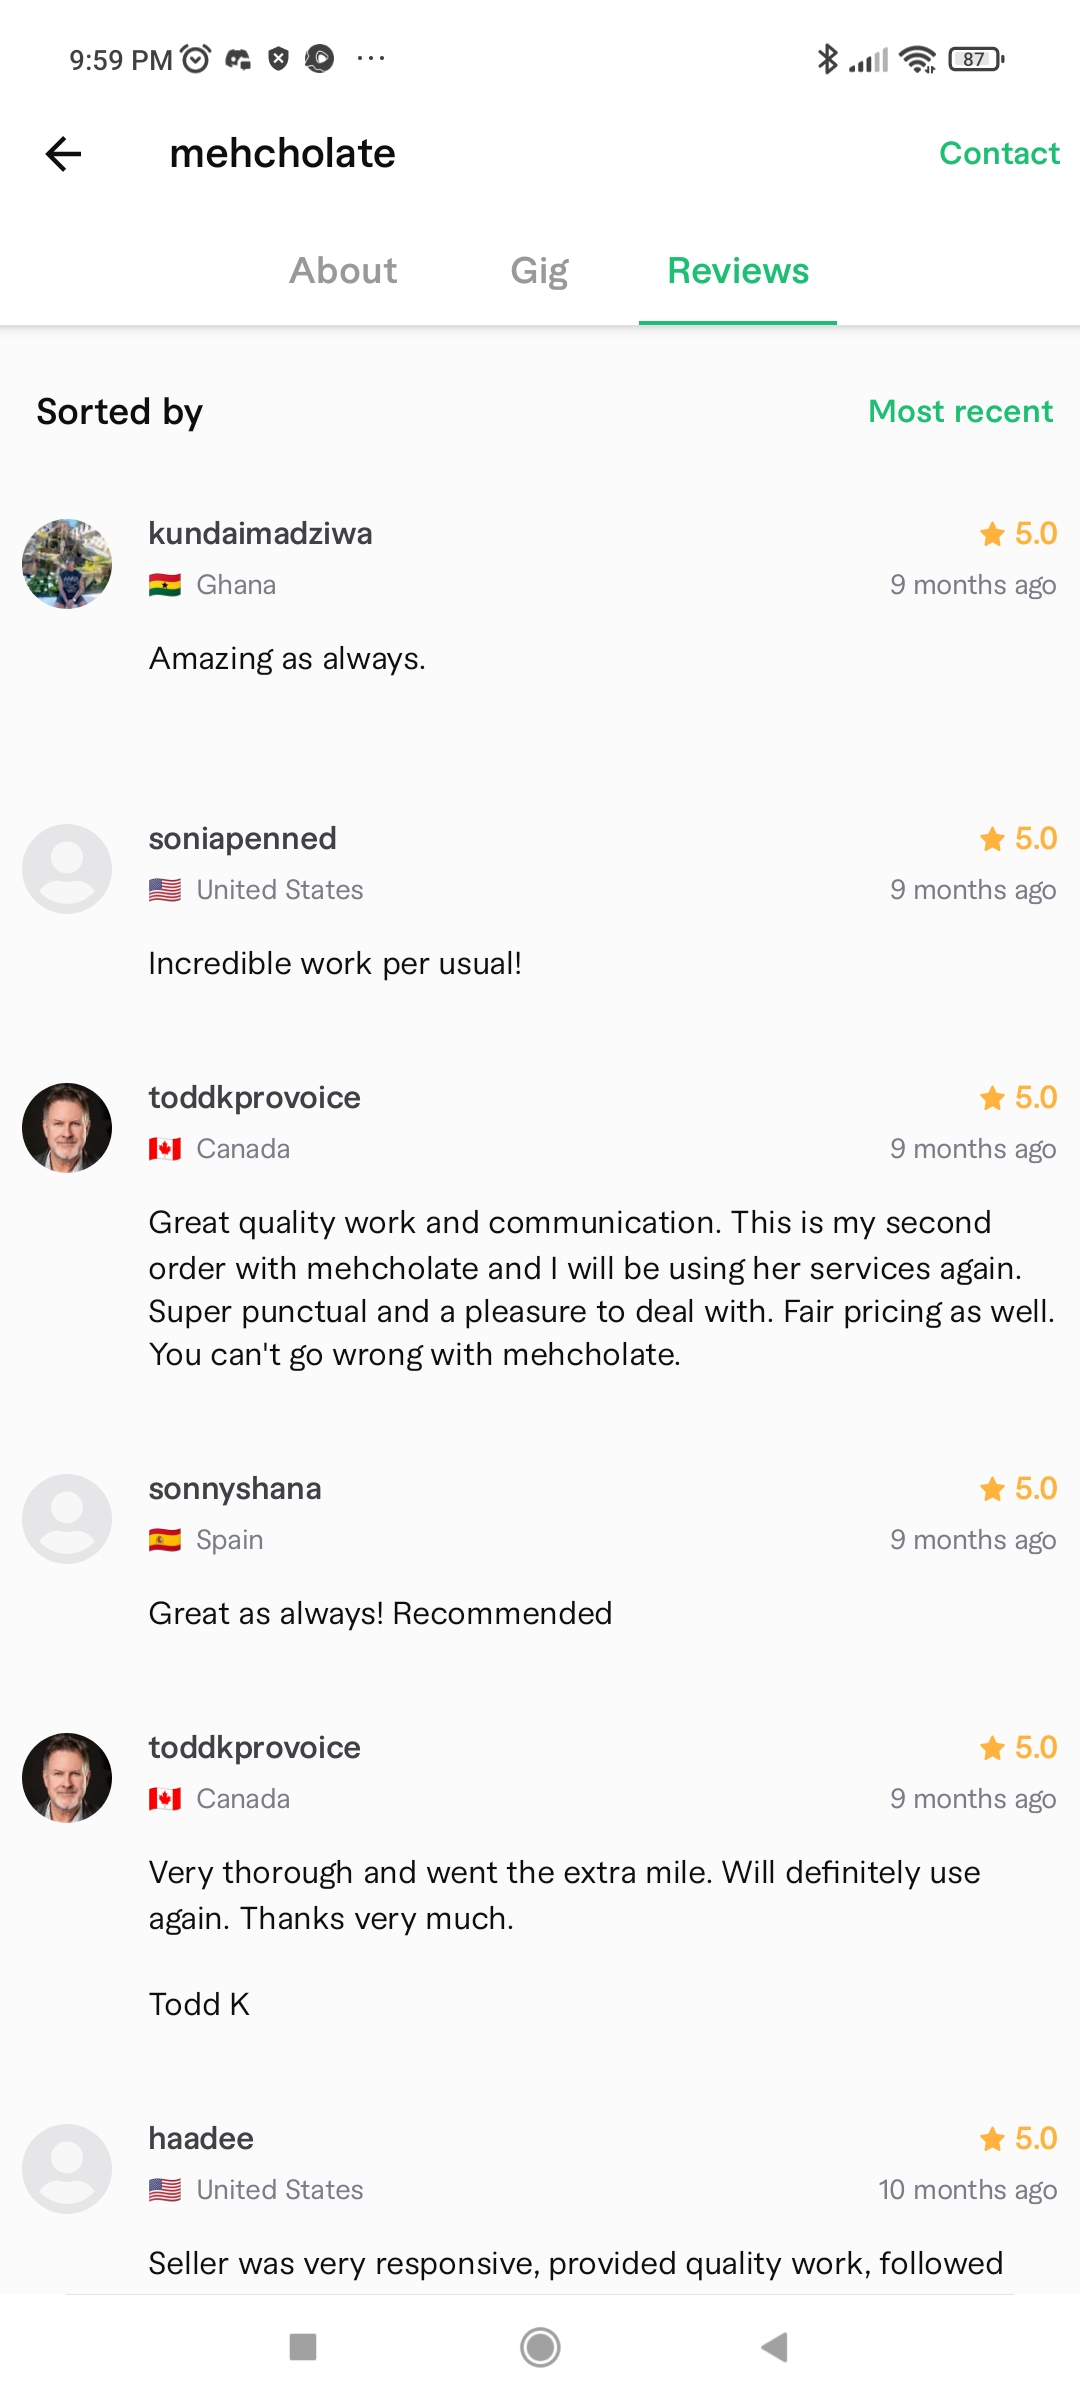 9:59 PM
87
mehcholate
Contact
About Gig Reviews
Sorted by Most recent
kundaimadziwa 5.0
Ghana 9 months ago
Amazing as always.
soniapenned 5.0
United States 9 months ago
Incredible work per usual!
toddkprovoice 5.0
Canada 9 months ago
Great quality work and communication. This is my second
order with mehcholate and I will be using her services again.
Super punctual and a pleasure to deal with. Fair pricing as well.
You can't go wrong with mehcholate.
sonnyshana 5.0
Spain 9 months ago
Great as always! Recommended
toddkprovoice 5.0
Canada 9 months ago
Very thorough and went the extra mile. Will definitely use
again. Thanks very much.
Todd K
haadee 5.0
United States 10 months ago
Seller was very responsive, provided quality work, followed